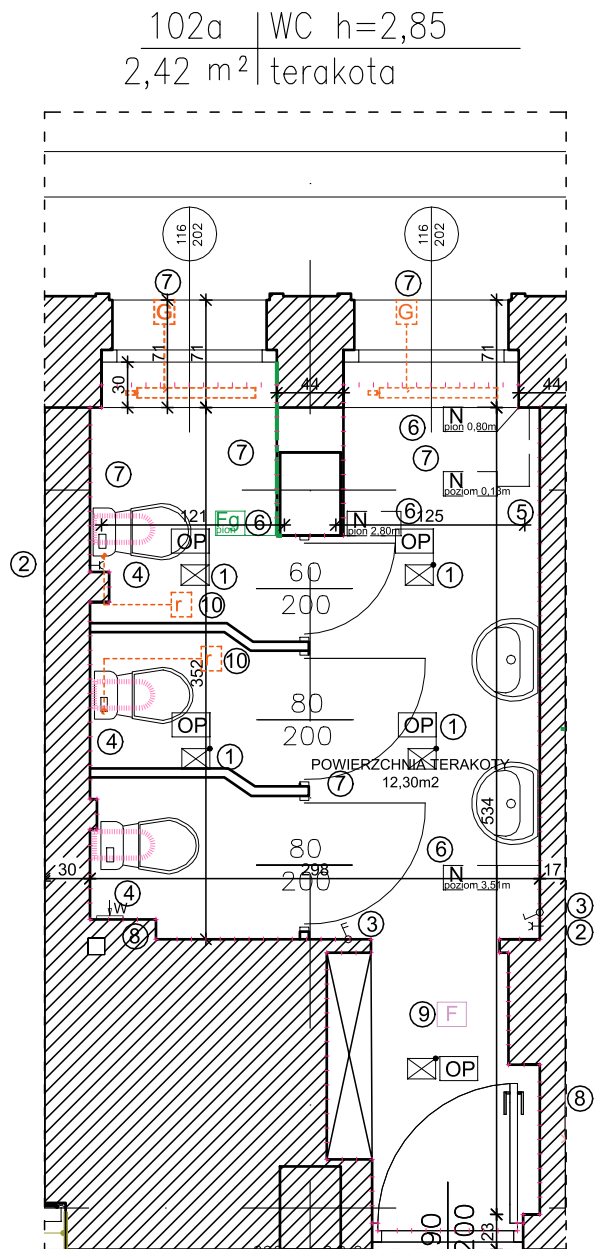 102a WC h=2,85
2,42 m² terakota
116 202
116 202
7
7
G
G
71
71
71
30
44
44
N
pion 0,80m
6
7
7
7
N
poziom 0,13m
121
Fg
pion
6
N
2,80m
6
125
5
OP
OP
2
4
1
1
60
200
r
10
r
10
352
80
200
4
OP
OP
1
1
POWIERZCHNIA TERAKOTY
12,30m2
7
534
80
200
6
30
298
N
poziom 3,51m
17
4
W
8
F
3
3
2
9
F
OP
8
90
200
23